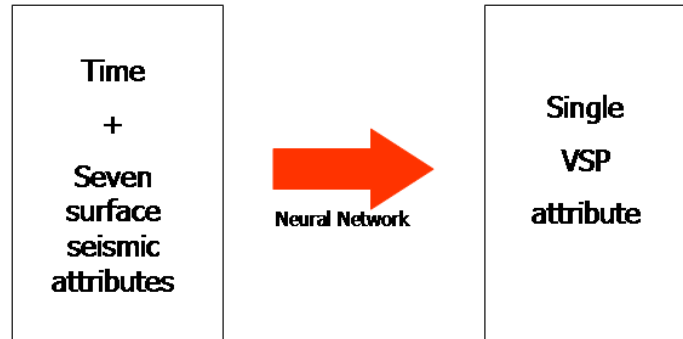 Time
+
Seven
surface
seismic
attributes
Neural Network
Single
VSP
attribute